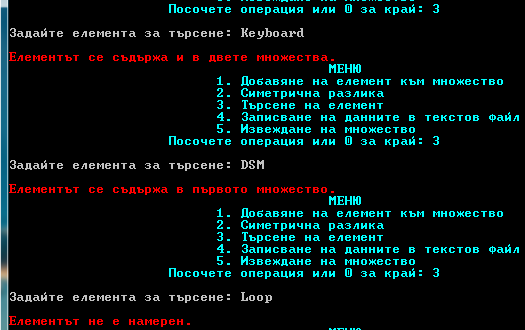 Посочете операция или 0 за край: 3
Задайте елемента за търсене: Keyboard
Елементът се съдържа и в двете множества.
МЕНЮ
1. Добавяне на елемент към множество
2. Симетрична разлика
3. Търсене на елемент
4. Записване на данните в текстов файл
5. Извеждане на множество
Посочете операция или 0 за край: 3
Задайте елемента за търсене: DSM
Елементът се съдържа в първото множество.
МЕНЮ
1. Добавяне на елемент към множество
2. Симетрична разлика
3. Търсене на елемент
4. Записване на данните в текстов файл
5. Извеждане на множество
Посочете операция или 0 за край: 3
Задайте елемента за търсене: Loop
Елементът не е намерен.